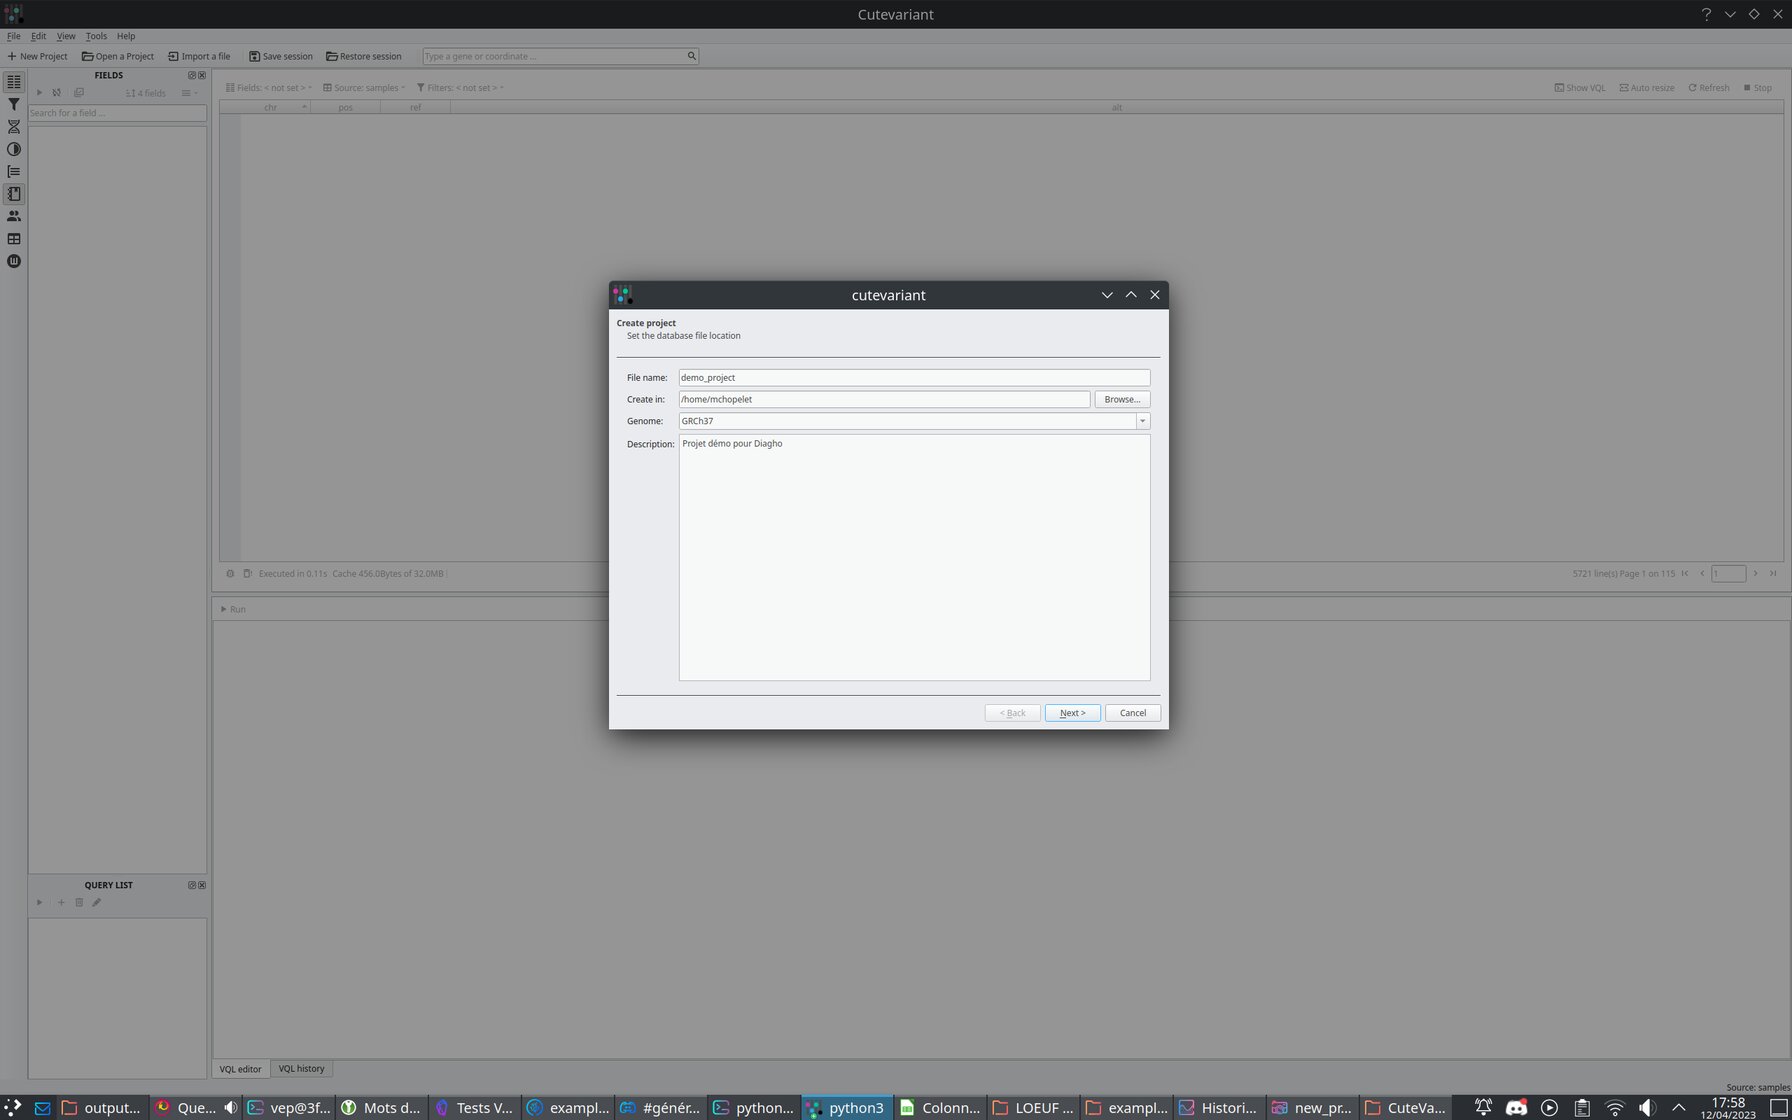 Cutevariant
File Edit View Tools Help
New Project Open a Project Import a file Save session Restore session Type a gene or coordinate ...
FIELDS
4 fields
Search for a field ...
Fields: < not set > Source: samples Filters: < not set > Show VQL Auto resize Refresh Stop
chr pos ref alt
cutevariant
Create project
Set the database file location
File name: demo_project
Create in: /home/mchopelet Browse...
Genome: GRCh37
Description: Projet démo pour Diagho
< Back Next > Cancel
Executed in 0.11s Cache 456.0Bytes of 32.0MB 5721 line(s) Page 1 on 115 1
Run
QUERY LIST
VQL editor VQL history
Source: samples
output... Que... vep@3f... Mots d... Tests V... exampl... #génér... python... python3 Colonn... LOEUF ... exampl... Histori... new_pr... CuteVa... 17:58
12/04/2023